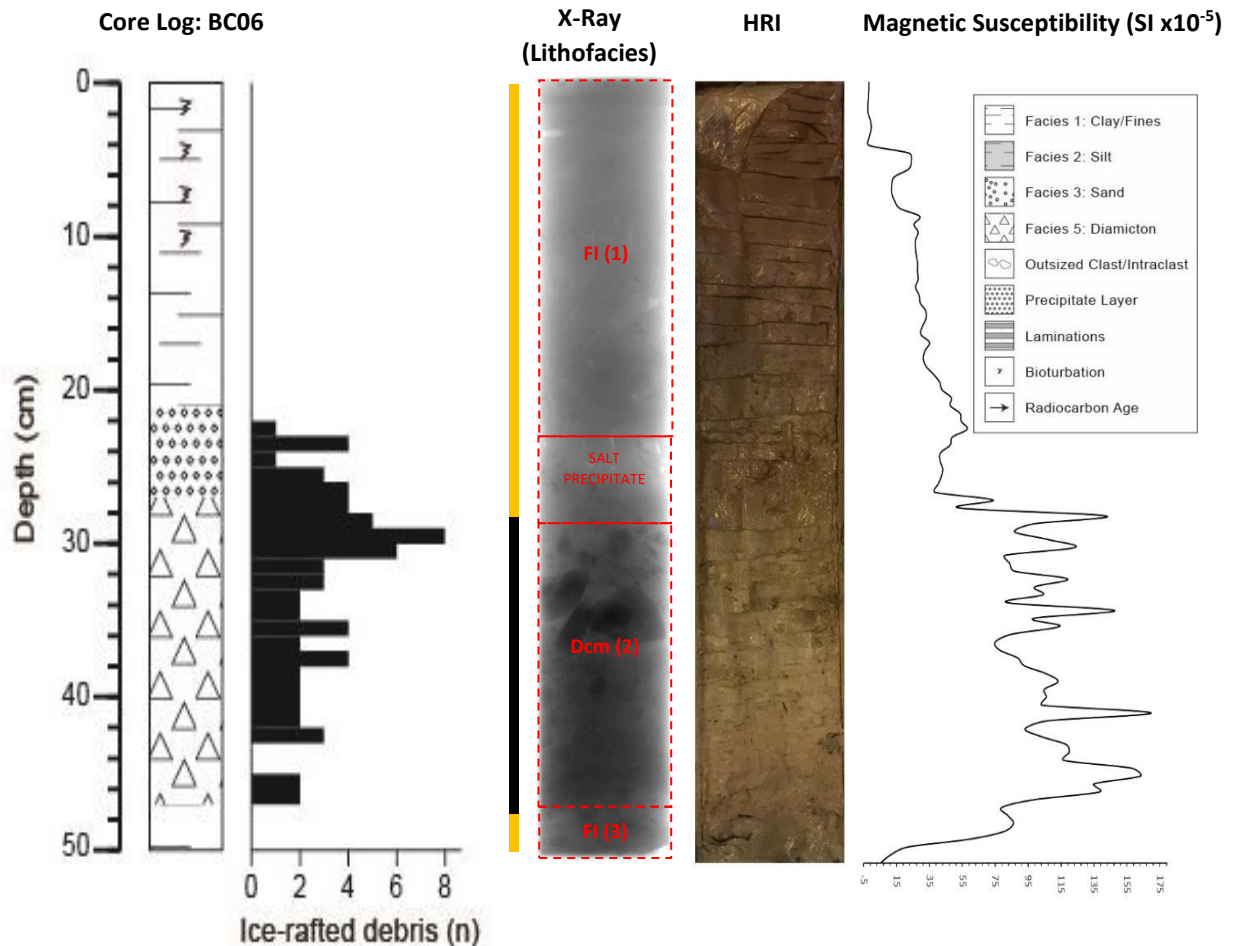 Core Log: BC06
X-Ray
(Lithofacies)
HRI
Magnetic Susceptibility (SI x10-5)
0
10
20
30
40
50
Depth (cm)
0 2 4 6 8
Ice-rafted debris (n)
Fl (1)
SALT
PRECIPITATE
Dcm (2)
Fl (3)
Facies 1: Clay/Fines
Facies 2: Silt
Facies 3: Sand
Facies 5: Diamicton
Outsized Clast/Intraclast
Precipitate Layer
Laminations
Bioturbation
Radiocarbon Age
-5 15 35 55 75 95 115 135 155 175